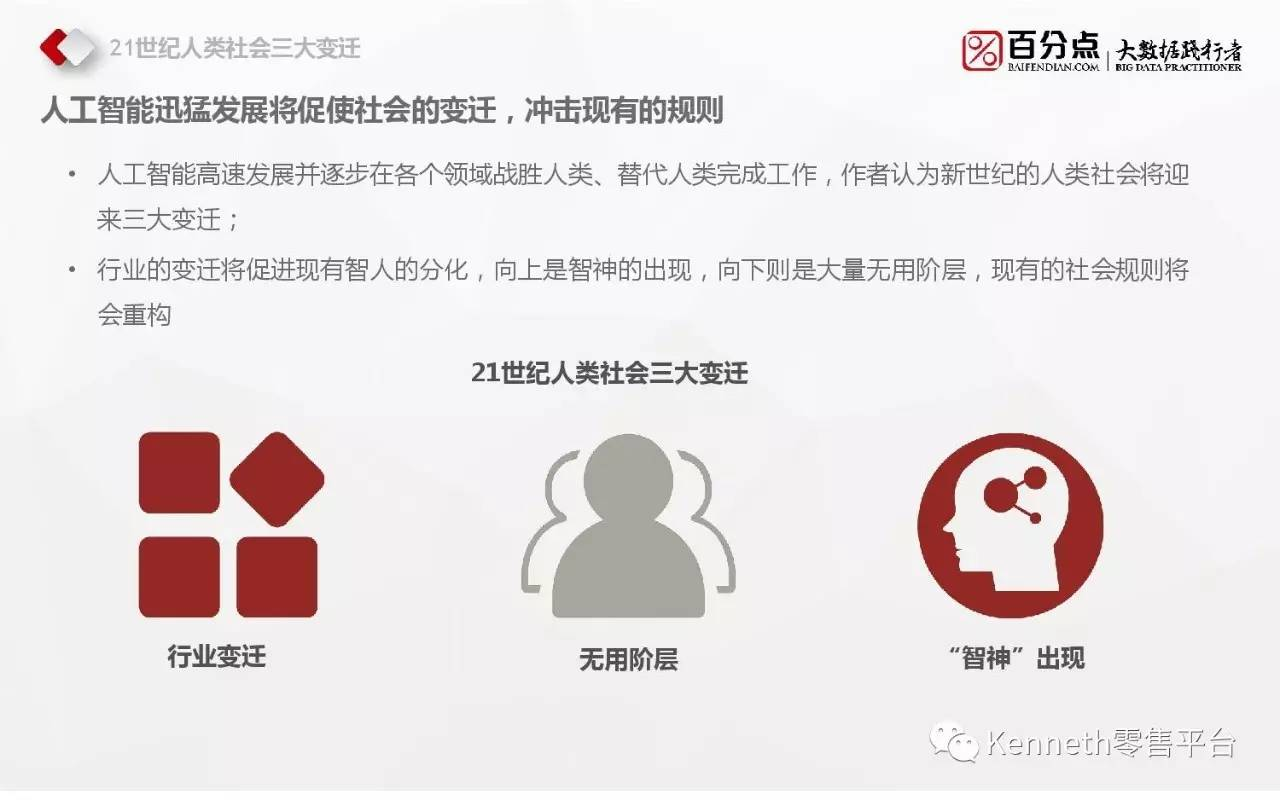 21世纪人类社会三大变迁
百分点
BAIFENDIAN.COM
大数据践行者
BIG DATA PRACTITIONER
人工智能迅猛发展将促使社会的变迁，冲击现有的规则
• 人工智能高速发展并逐步在各个领域战胜人类、替代人类完成工作，作者认为新世纪的人类社会将迎
来三大变迁；
• 行业的变迁将促进现有智人的分化，向上是智神的出现，向下则是大量无用阶层，现有的社会规则将
会重构
21世纪人类社会三大变迁
行业变迁
无用阶层
“智神”出现
Kenneth零售平台